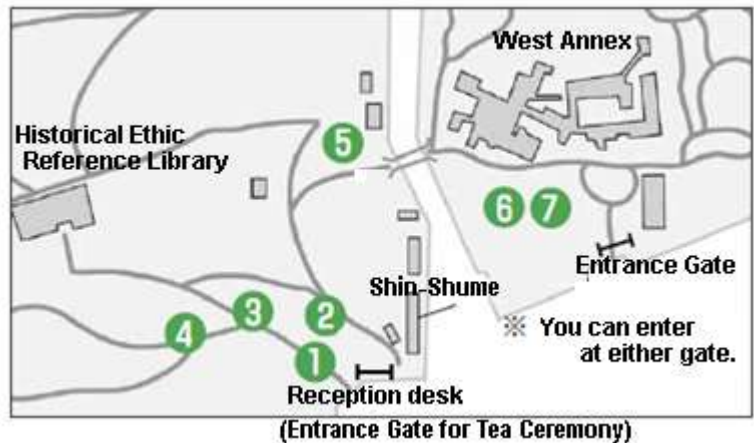 West Annex
Historical Ethic
Reference Library
5
6 7
Entrance Gate
Shin-Shume
2
3
4
1
※ You can enter
at either gate.
Reception desk
(Entrance Gate for Tea Ceremony)